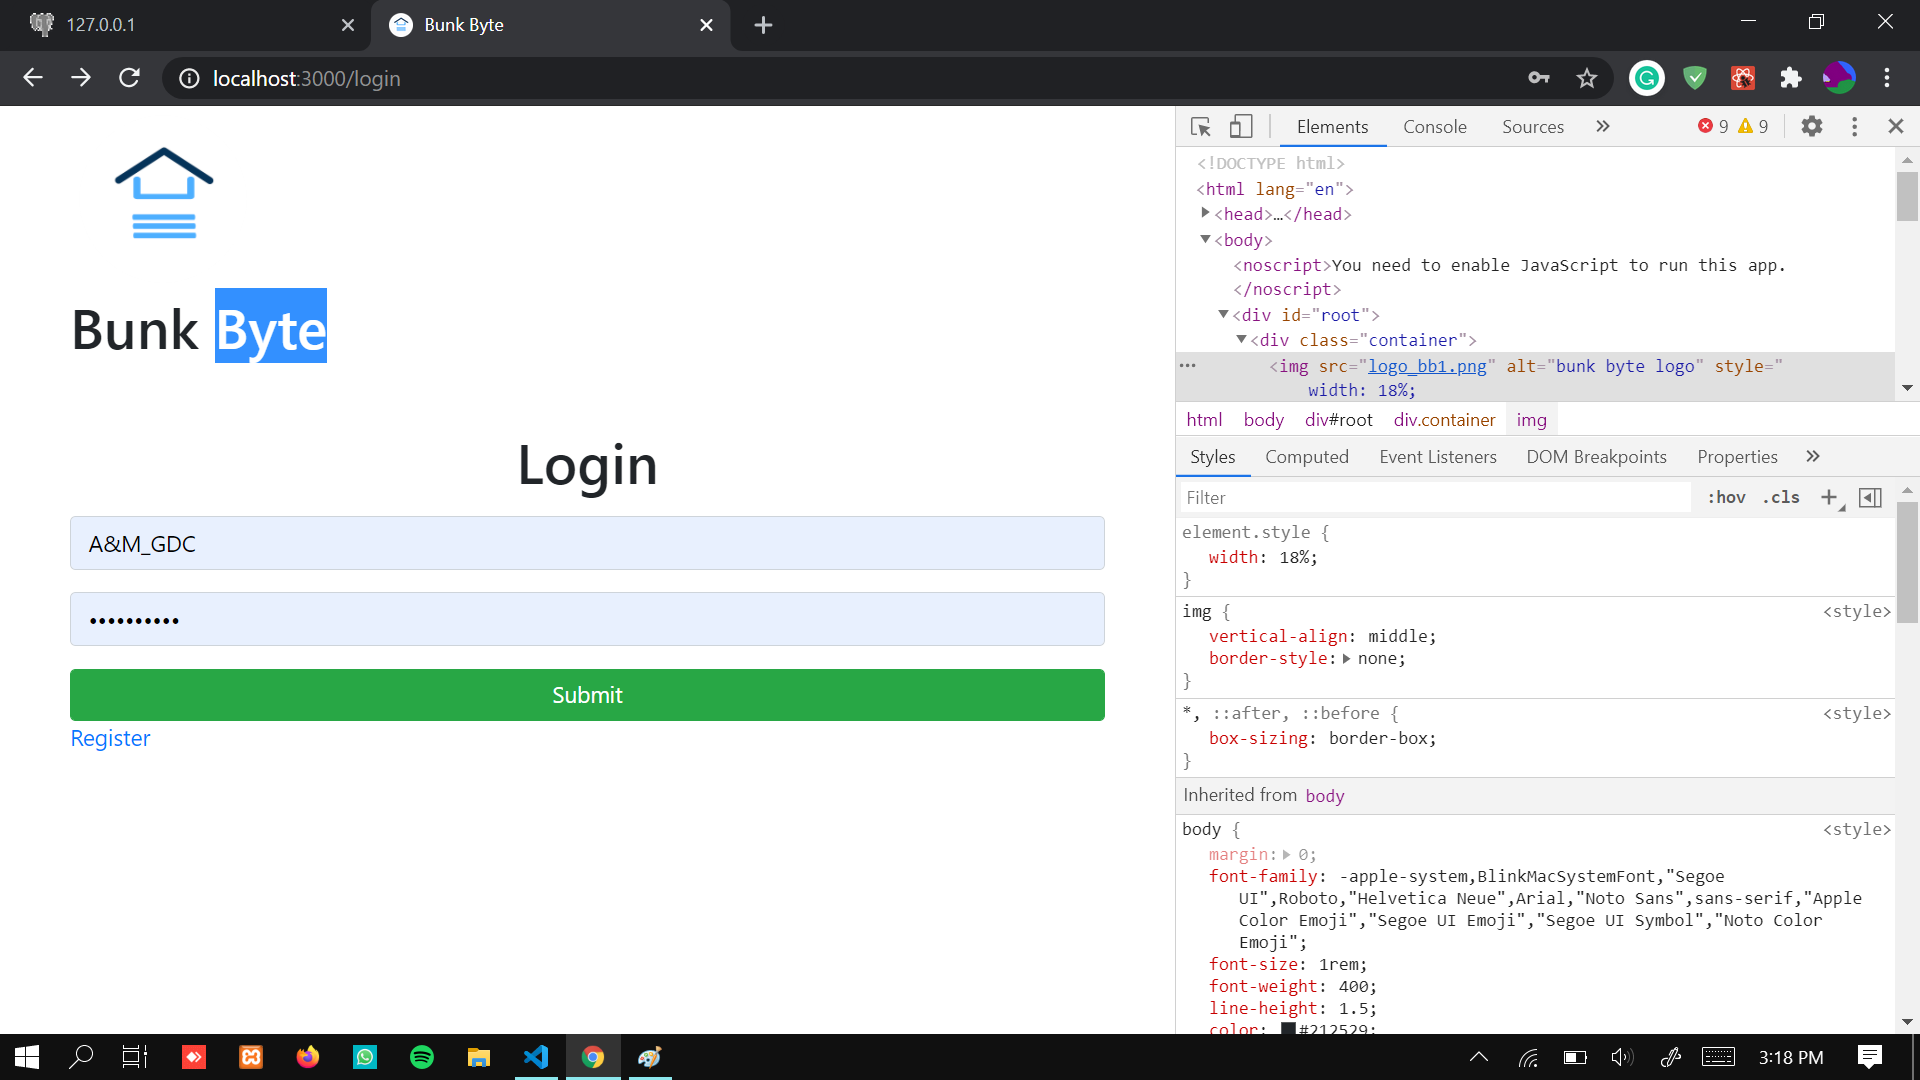 127.0.0.1
Bunk Byte
localhost:3000/login
Bunk Byte
Login
A&M_GDC
••••••••••
Submit
Register
Elements Console Sources » 9 9
<!DOCTYPE html>
<html lang="en">
<head>…</head>
<body>
<noscript>You need to enable JavaScript to run this app.
</noscript>
<div id="root">
<div class="container">
<img src="logo_bb1.png" alt="bunk byte logo" style="
width: 18%;
html body div#root div.container img
Styles Computed Event Listeners DOM Breakpoints Properties »
Filter :hov .cls +
element.style {
width: 18%;
}
img { <style>
vertical-align: middle;
border-style: none;
}
*, ::after, ::before { <style>
box-sizing: border-box;
}
Inherited from body
body { <style>
margin: 0;
font-family: -apple-system,BlinkMacSystemFont,"Segoe
UI",Roboto,"Helvetica Neue",Arial,"Noto Sans",sans-serif,"Apple
Color Emoji","Segoe UI Emoji","Segoe UI Symbol","Noto Color
Emoji";
font-size: 1rem;
font-weight: 400;
line-height: 1.5;
color: #212529;
3:18 PM